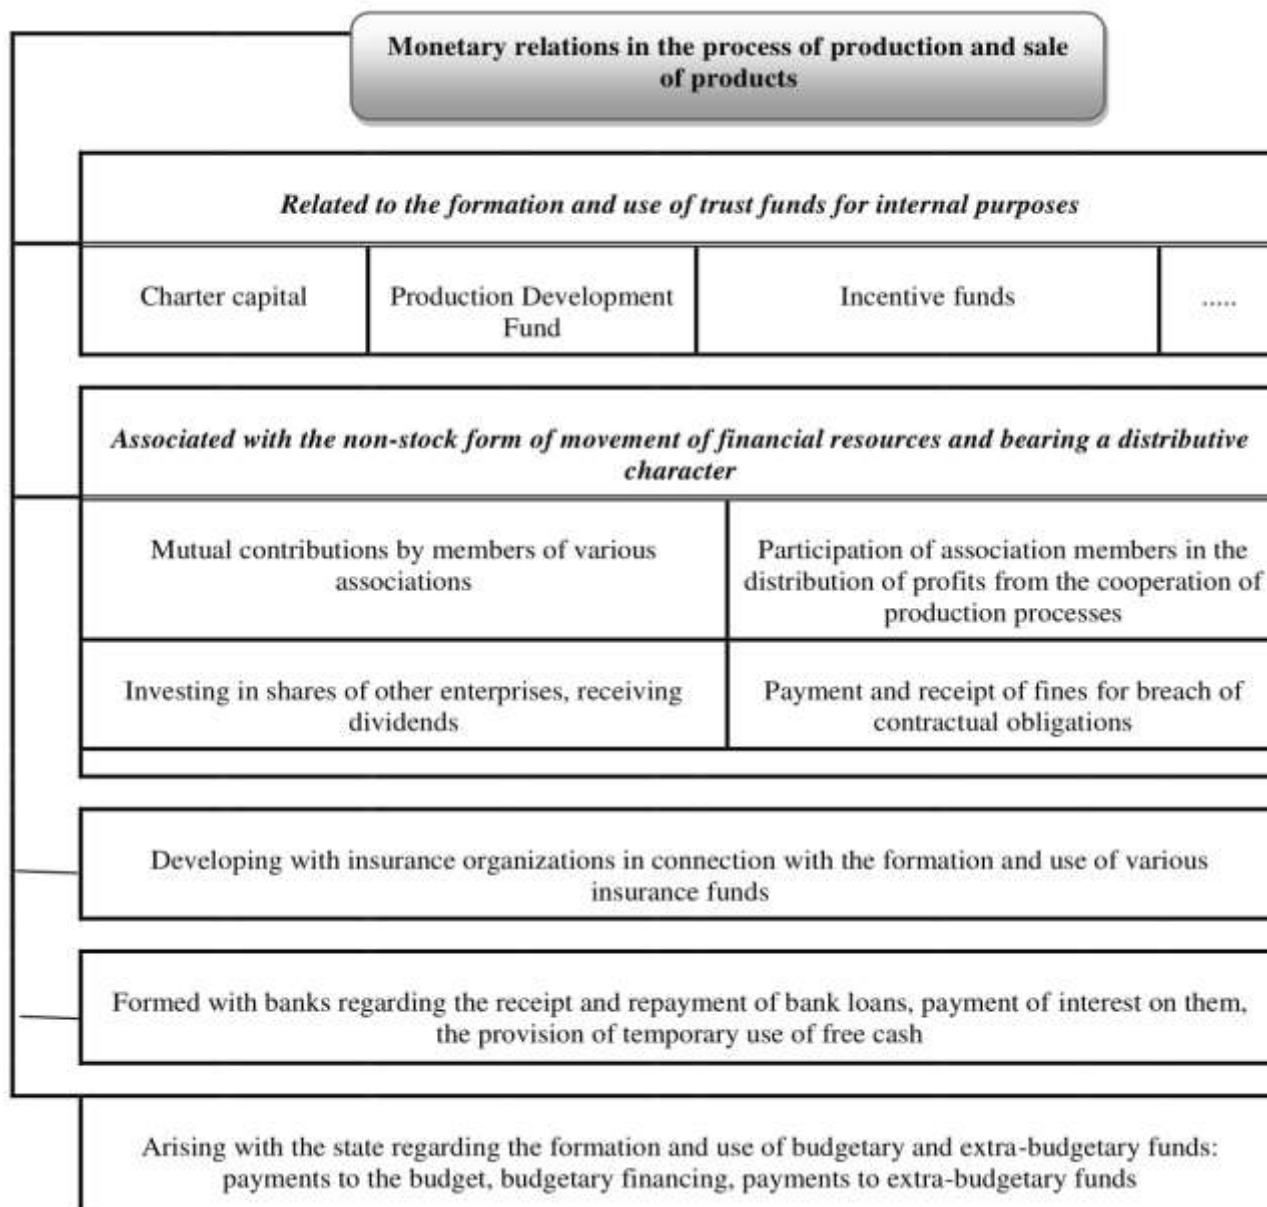 Monetary relations in the process of production and sale
of products
Related to the formation and use of trust funds for internal purposes
Charter capital
Production Development
Fund
Incentive funds
.....
Associated with the non-stock form of movement of financial resources and bearing a distributive
character
Mutual contributions by members of various
associations
Participation of association members in the
distribution of profits from the cooperation of
production processes
Investing in shares of other enterprises, receiving
dividends
Payment and receipt of fines for breach of
contractual obligations
Developing with insurance organizations in connection with the formation and use of various
insurance funds
Formed with banks regarding the receipt and repayment of bank loans, payment of interest on them,
the provision of temporary use of free cash
Arising with the state regarding the formation and use of budgetary and extra-budgetary funds:
payments to the budget, budgetary financing, payments to extra-budgetary funds